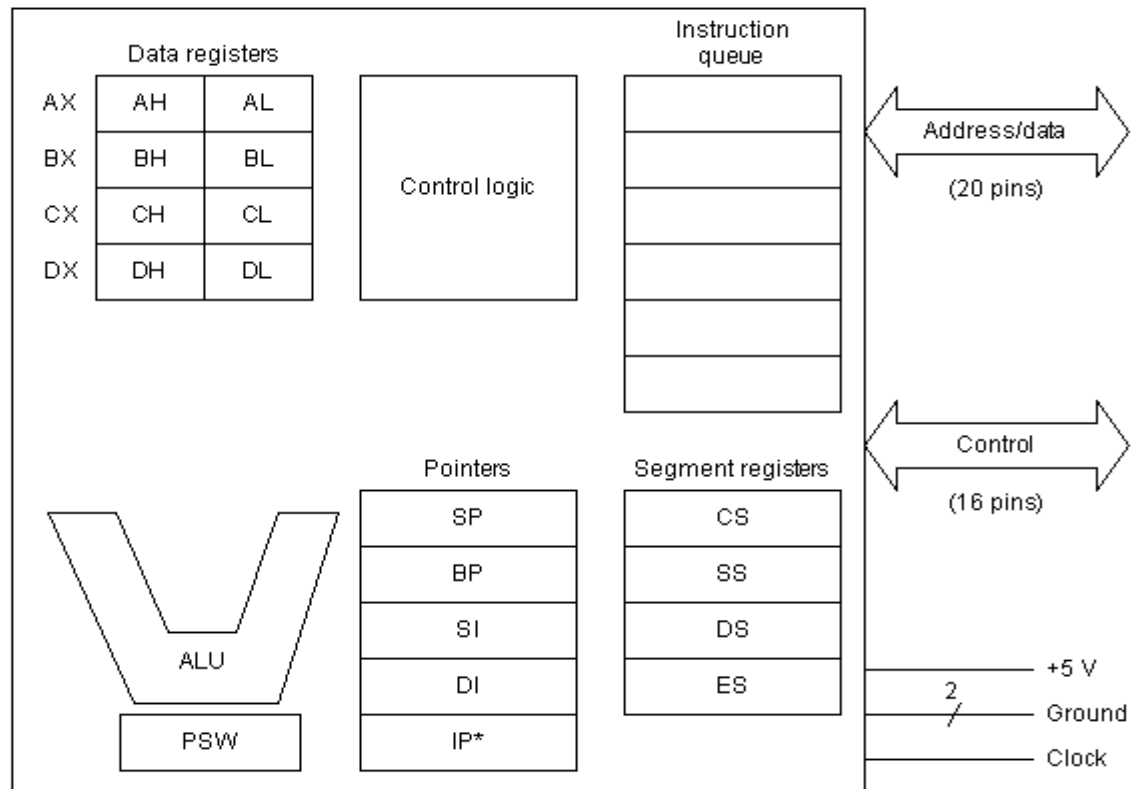 Data registers
AX AH AL
BX BH BL
CX CH CL
DX DH DL
Control logic
Instruction
queue
Address/data
(20 pins)
Control
(16 pins)
ALU
PSW
Pointers
SP
BP
SI
DI
IP*
Segment registers
CS
SS
DS
ES
+5 V
2
Ground
Clock